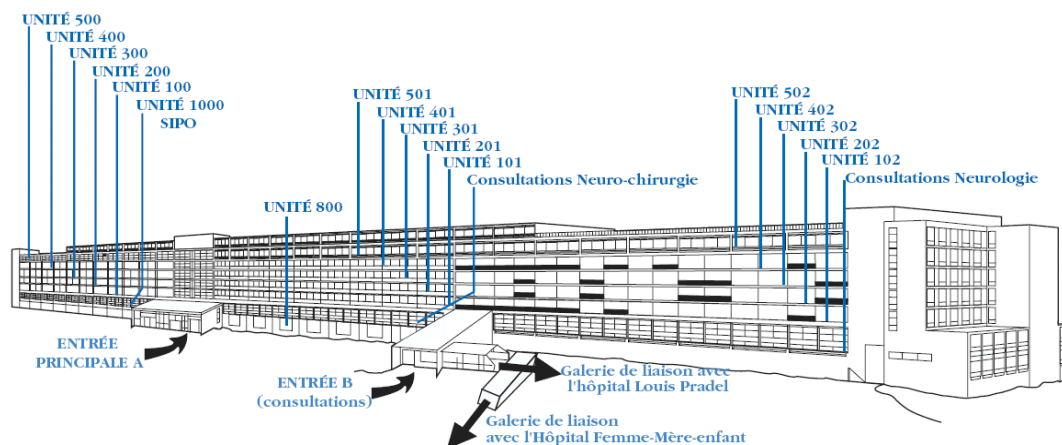 UNITÉ 500
UNITÉ 400
UNITÉ 300
UNITÉ 200
UNITÉ 100
UNITÉ 1000
SIPO
UNITÉ 501
UNITÉ 401
UNITÉ 301
UNITÉ 201
UNITÉ 101
Consultations Neuro-chirurgie
UNITÉ 502
UNITÉ 402
UNITÉ 302
UNITÉ 202
UNITÉ 102
Consultations Neurologie
UNITÉ 800
ENTRÉE
PRINCIPALE A
ENTRÉE B
(consultations)
Galerie de liaison avec
l'hôpital Louis Pradel
Galerie de liaison
avec l'Hôpital Femme-Mère-enfant